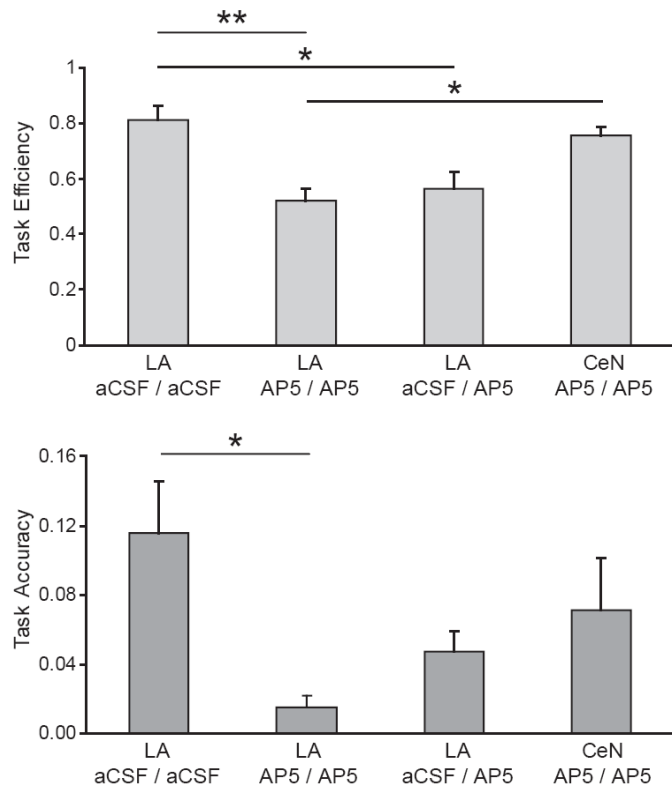 **
*
*
1
0.8
0.6
0.4
0.2
0
Task Efficiency
LA LA LA CeN
aCSF / aCSF AP5 / AP5 aCSF / AP5 AP5 / AP5
*
0.16
0.12
0.08
0.04
0.00
Task Accuracy
LA LA LA CeN
aCSF / aCSF AP5 / AP5 aCSF / AP5 AP5 / AP5